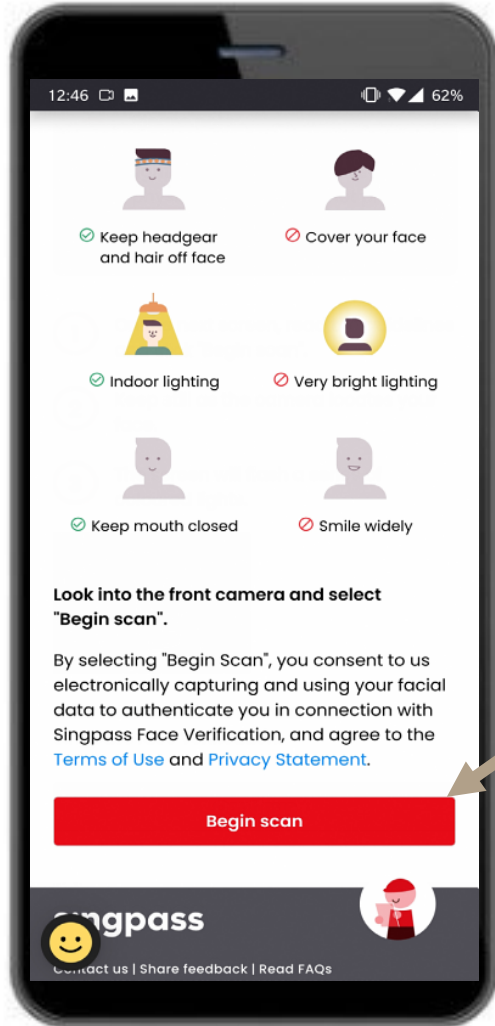 12:46 62%
Keep headgear
and hair off face
Cover your face
Indoor lighting
Very bright lighting
Keep mouth closed
Smile widely
Look into the front camera and select
"Begin scan".
By selecting "Begin Scan", you consent to us
electronically capturing and using your facial
data to authenticate you in connection with
Singpass Face Verification, and agree to the
Terms of Use and Privacy Statement.
Begin scan
singpass
Contact us | Share feedback | Read FAQs